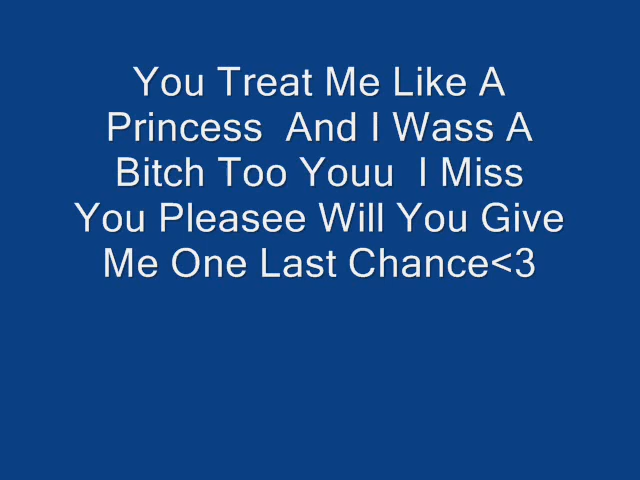 You Treat Me Like A
Princess  And I Wass A
Bitch Too Youu  I Miss
You Pleasee Will You Give
Me One Last Chance<3